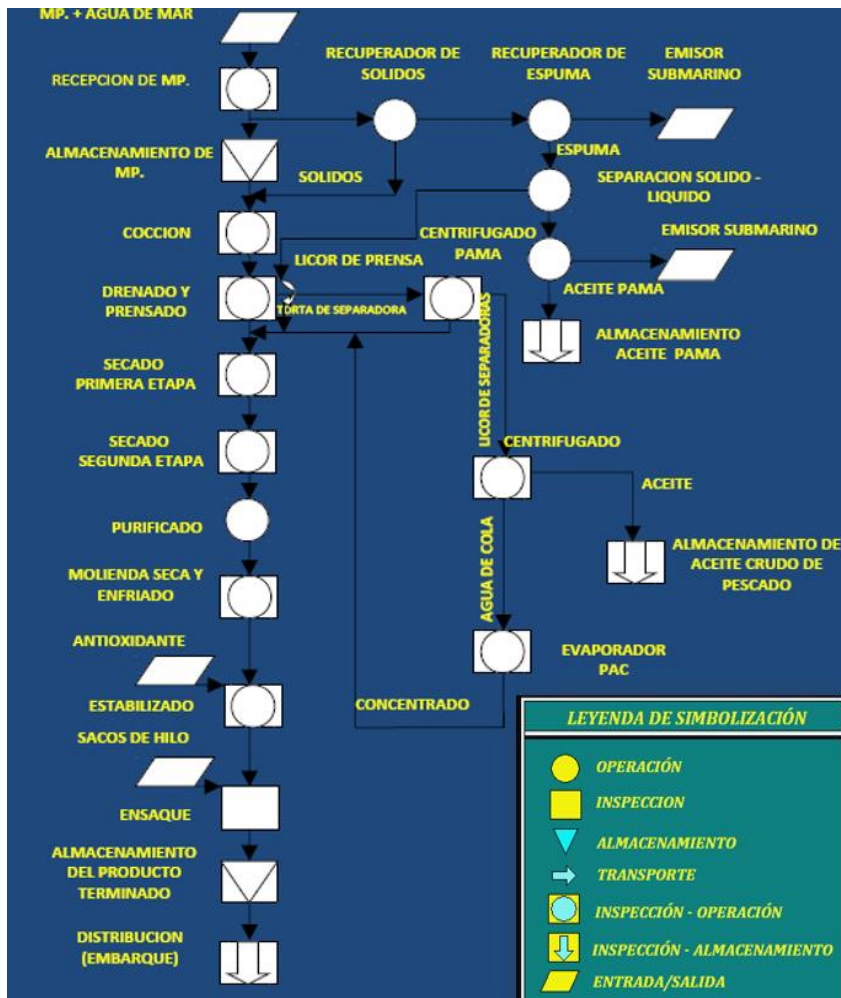 MP. + AGUA DE MAR
RECEPCION DE MP.
RECUPERADOR DE
SOLIDOS
RECUPERADOR DE
ESPUMA
EMISOR
SUBMARINO
ALMACENAMIENTO DE
MP.
SOLIDOS
ESPUMA
SEPARACION SOLIDO -
LIQUIDO
COCCION
CENTRIFUGADO
PAMA
EMISOR SUBMARINO
LICOR DE PRENSA
DRENADO Y
PRENSADO
TORTA DE SEPARADORA
ACEITE PAMA
ALMACENAMIENTO
ACEITE PAMA
SECADO
PRIMERA ETAPA
LICOR DE SEPARADORAS
SECADO
SEGUNDA ETAPA
CENTRIFUGADO
ACEITE
PURIFICADO
ALMACENAMIENTO DE
ACEITE CRUDO DE
PESCADO
MOLIENDA SECA Y
ENFRIADO
AGUA DE COLA
ANTIOXIDANTE
EVAPORADOR
PAC
ESTABILIZADO
CONCENTRADO
SACOS DE HILO
ENSAQUE
ALMACENAMIENTO
DEL PRODUCTO
TERMINADO
DISTRIBUCION
(EMBARQUE)
LEYENDA DE SIMBOLIZACIÓN
OPERACIÓN
INSPECCION
ALMACENAMIENTO
TRANSPORTE
INSPECCIÓN - OPERACIÓN
INSPECCIÓN - ALMACENAMIENTO
ENTRADA/SALIDA